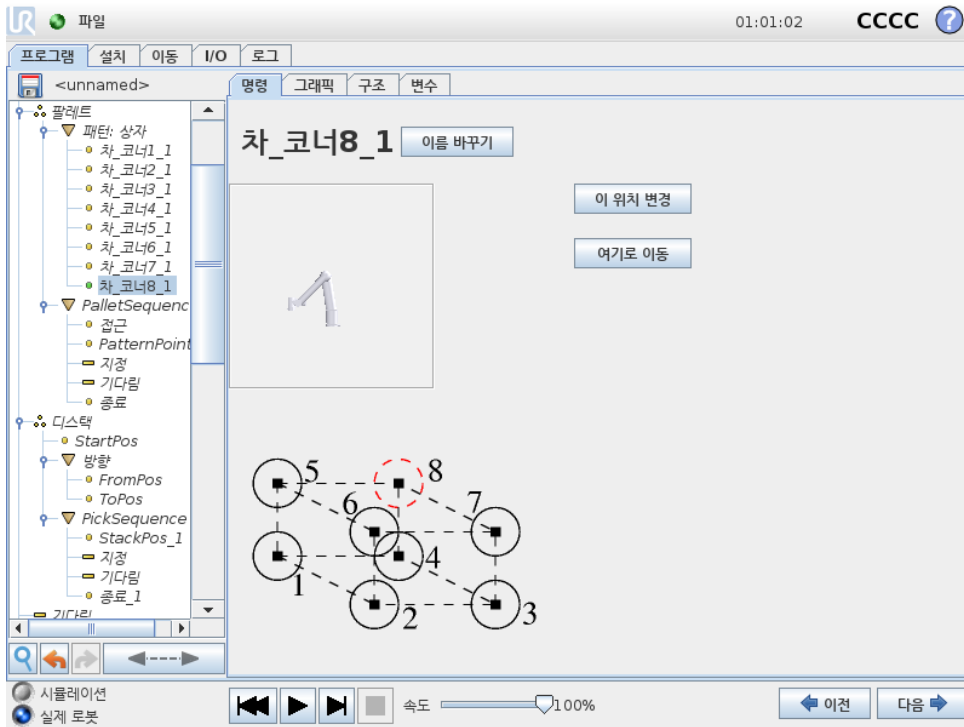 UR 파일 01:01:02 CCCC ?
프로그램 설치 이동 I/O 로그
<unnamed>
명령 그래픽 구조 변수
팔레트
패턴: 상자
차_코너1_1
차_코너2_1
차_코너3_1
차_코너4_1
차_코너5_1
차_코너6_1
차_코너7_1
차_코너8_1
PalletSequenc
접근
PatternPoint
지정
기다림
종료
디스택
StartPos
방향
FromPos
ToPos
PickSequence
StackPos_1
지정
기다림
종료_1
기다림
차_코너8_1 이름 바꾸기
이 위치 변경
여기로 이동
5 8
6 7
4
1
2 3
시뮬레이션
실제 로봇
속도 100%
이전 다음